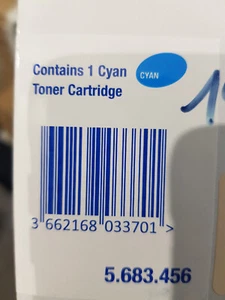 Contains 1 Cyan
CYAN
Toner Cartridge
3 662168 033701 >
5.683.456